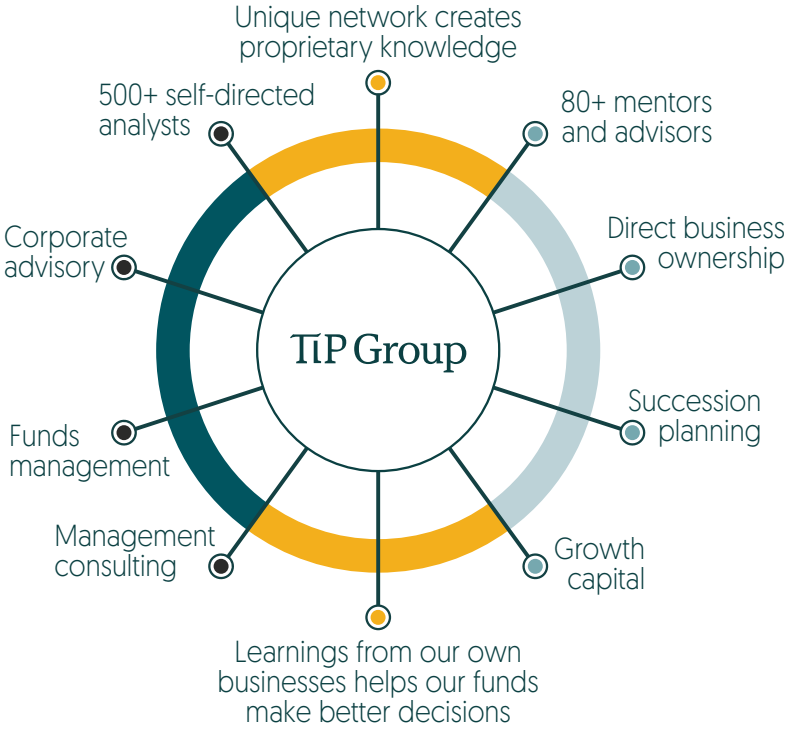 Unique network creates
proprietary knowledge
80+ mentors
and advisors
Direct business
ownership
Succession
planning
Growth
capital
Learnings from our own
businesses helps our funds
make better decisions
Management
consulting
Funds
management
Corporate
advisory
500+ self-directed
analysts
TiP Group